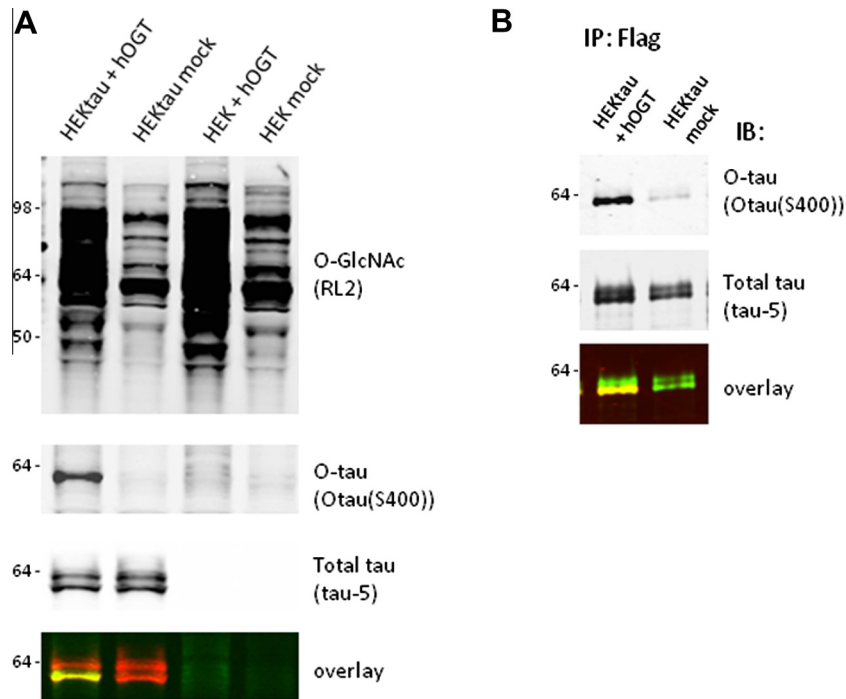 A
HEKtau + hOGT
HEKtau mock
HEK + hOGT
HEK mock
98 -
64 -
50 -
O-GlcNAc
(RL2)
64 -
O-tau
(Otau(S400))
64 -
Total tau
(tau-5)
64 -
overlay
B
IP: Flag
HEKtau
+hOGT
HEKtau
mock
IB:
64 -
O-tau
(Otau(S400))
64 -
Total tau
(tau-5)
64 -
overlay